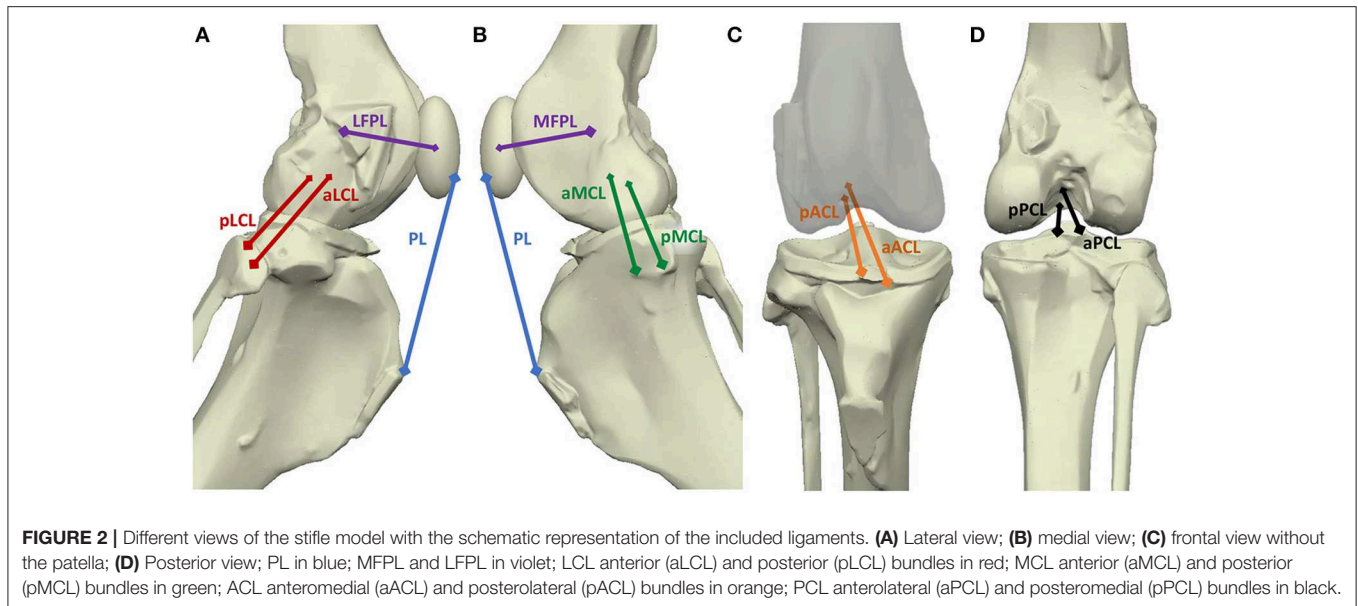 A
B
C
D
LFPL
MFPL
aLCL
pLCL
aMCL
pMCL
PL
PL
pACL
aACL
pPCL
aPCL
FIGURE 2 | Different views of the stifle model with the schematic representation of the included ligaments. (A) Lateral view; (B) medial view; (C) frontal view without
the patella; (D) Posterior view; PL in blue; MFPL and LFPL in violet; LCL anterior (aLCL) and posterior (pLCL) bundles in red; MCL anterior (aMCL) and posterior
(pMCL) bundles in green; ACL anteromedial (aACL) and posterolateral (pACL) bundles in orange; PCL anterolateral (aPCL) and posteromedial (pPCL) bundles in black.